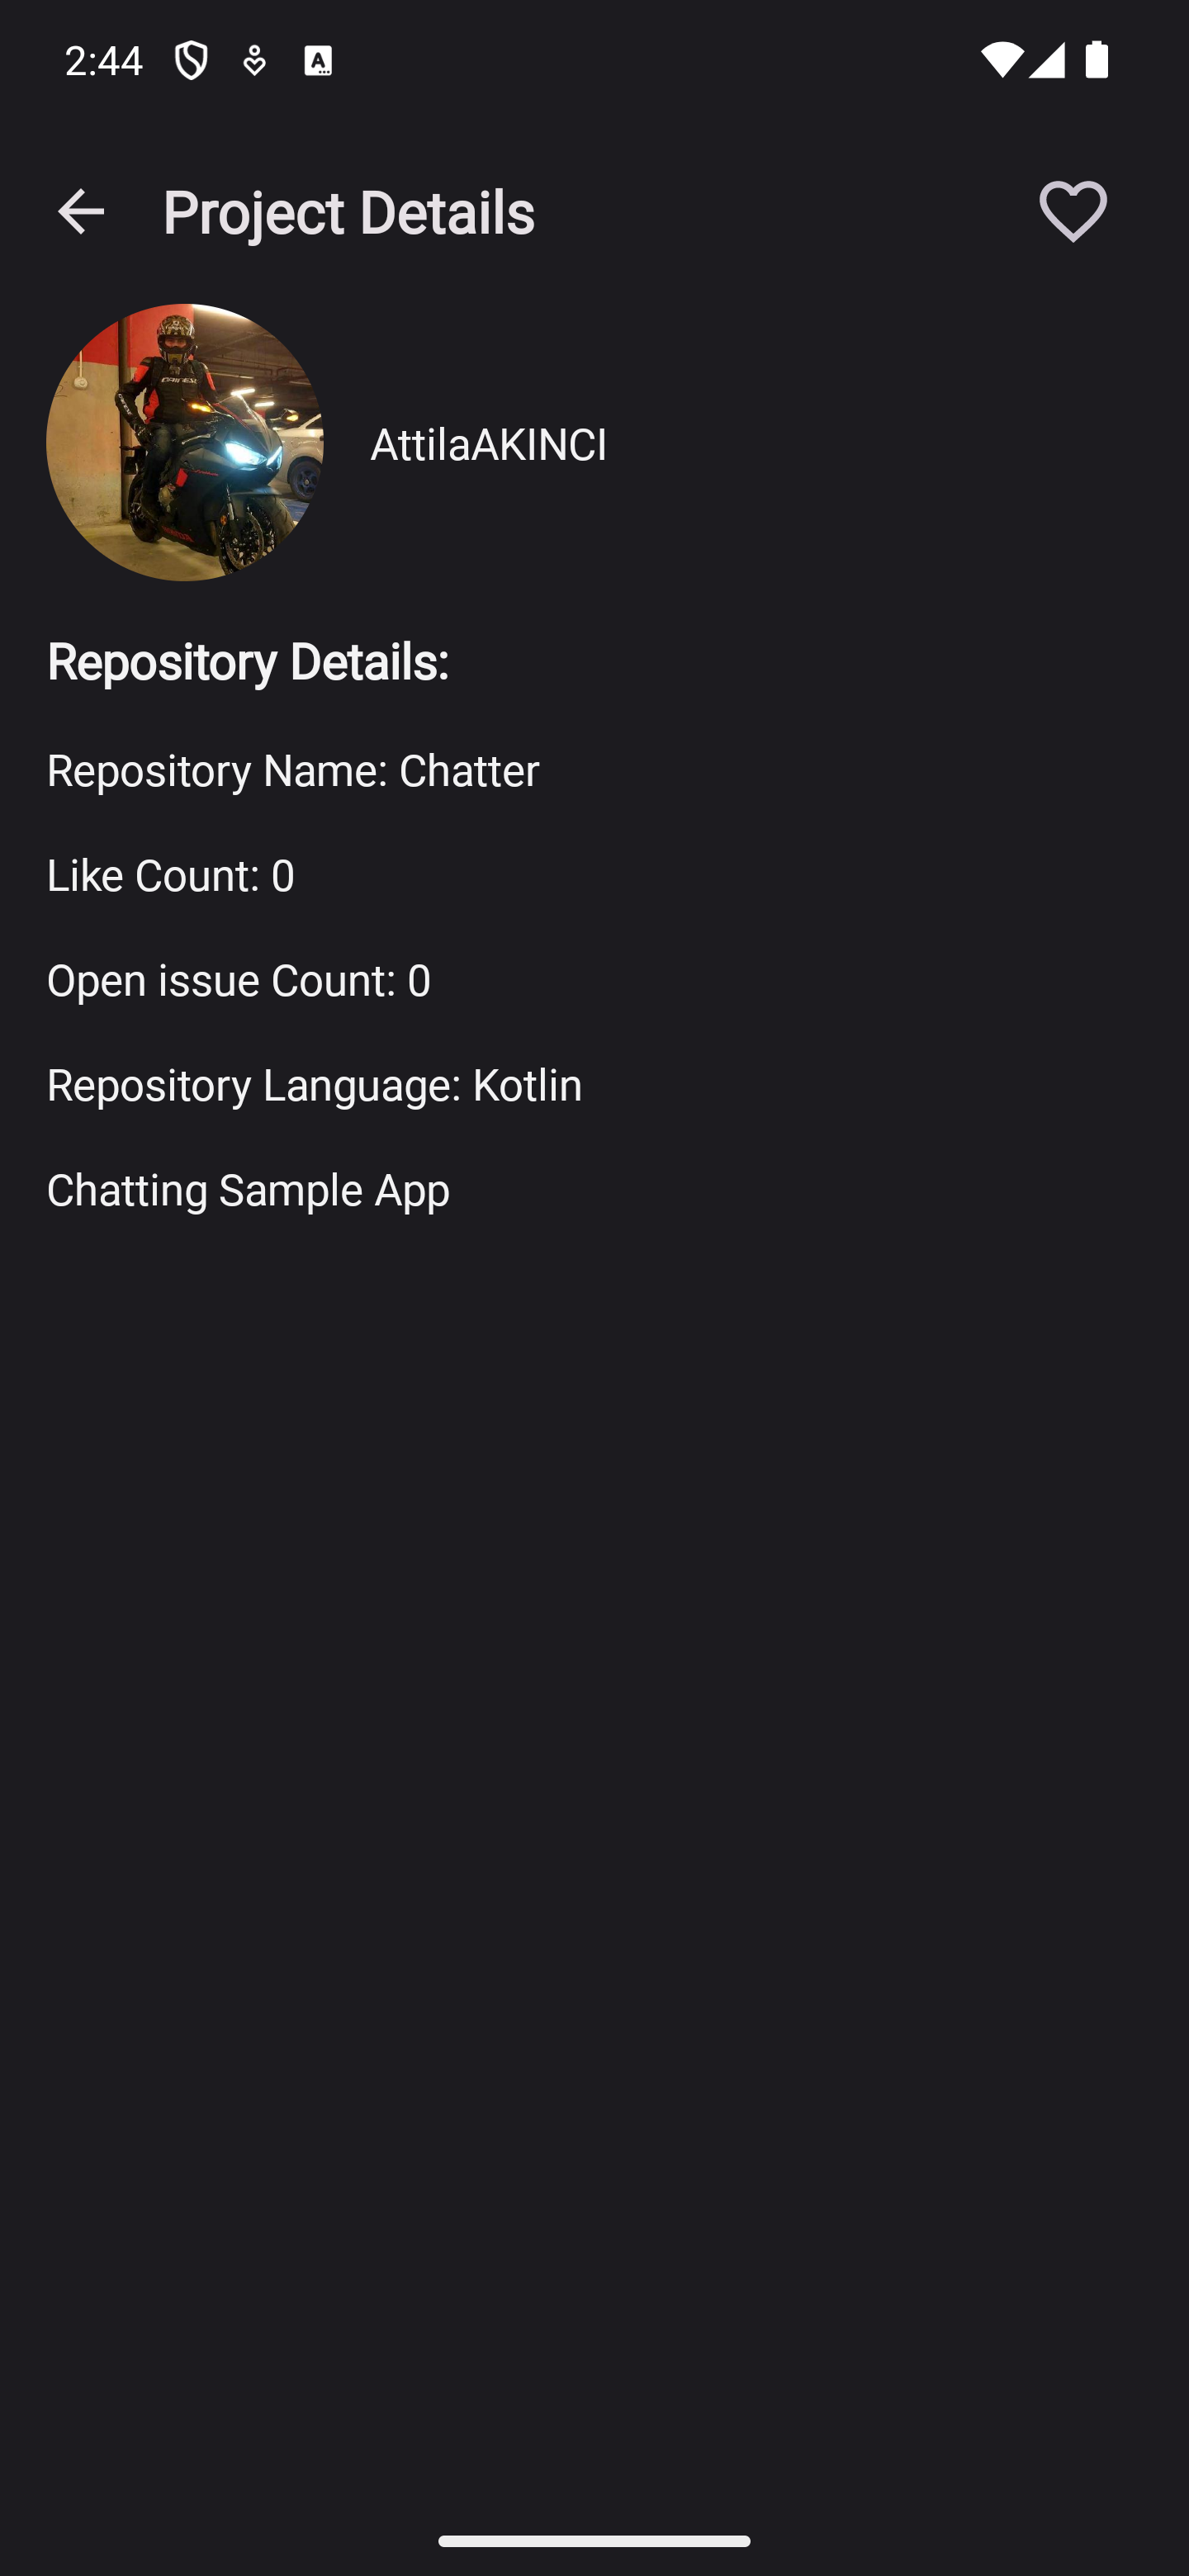 2:44
Project Details
AttilaAKINCI
Repository Details:
Repository Name: Chatter
Like Count: 0
Open issue Count: 0
Repository Language: Kotlin
Chatting Sample App